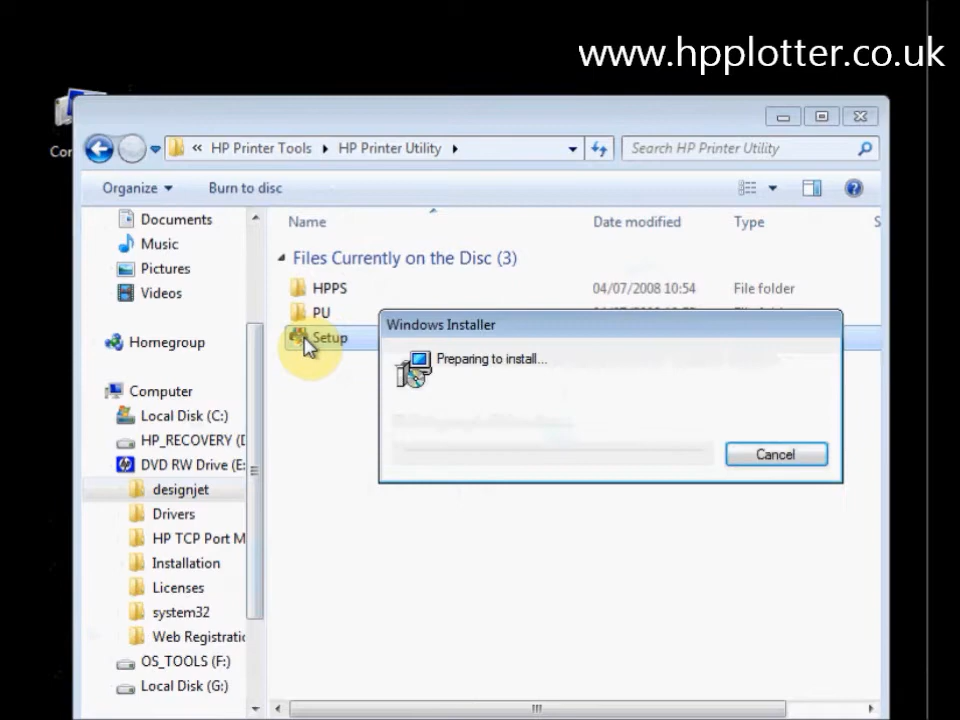 www.hpplotter.co.uk
Con
« HP Printer Tools HP Printer Utility
Search HP Printer Utility
Organize Burn to disc
Name Date modified Type S
Files Currently on the Disc (3)
HPPS 04/07/2008 10:54 File folder
PU
Setup
Windows Installer
Preparing to install...
Cancel
Documents
Music
Pictures
Videos
Homegroup
Computer
Local Disk (C:)
HP_RECOVERY (D
DVD RW Drive (E:
designjet
Drivers
HP TCP Port M
Installation
Licenses
system32
Web Registratic
OS_TOOLS (F:)
Local Disk (G:)